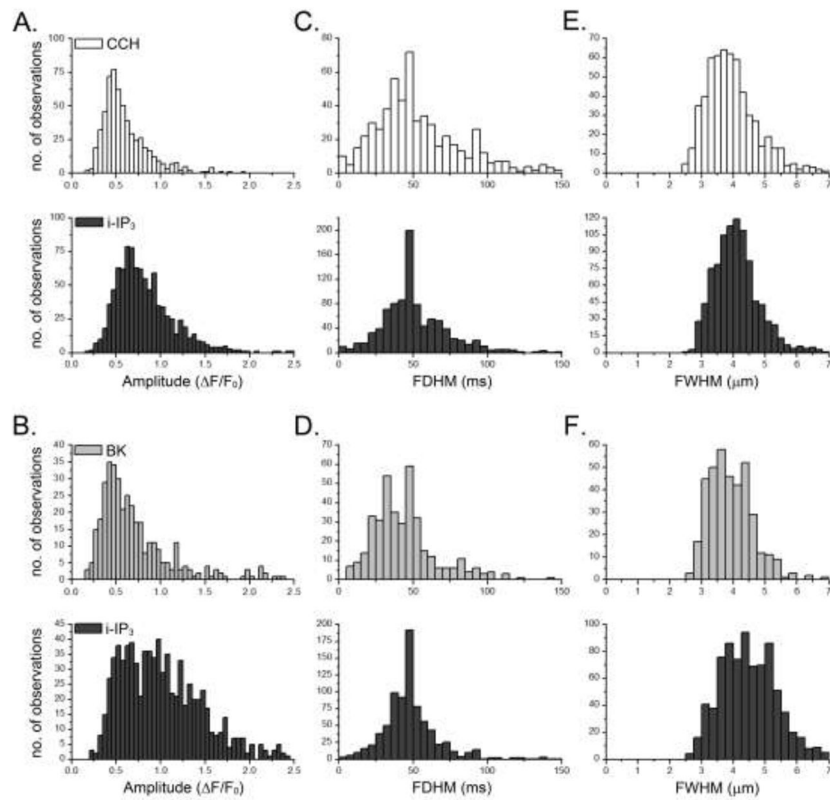 A.
CCH
no. of observations
100
75
50
25
0
0.0 0.5 1.0 1.5 2.0 2.5
C.
80
60
40
20
0
0 50 100 150
E.
70
60
50
40
30
20
10
0
0 1 2 3 4 5 6 7
i-IP₃
no. of observations
100
75
50
25
0
0.0 0.5 1.0 1.5 2.0 2.5
Amplitude (ΔF/F₀)
200
160
120
80
40
0
0 50 100 150
FDHM (ms)
120
105
90
75
60
45
30
15
0
0 1 2 3 4 5 6 7
FWHM (μm)
B.
BK
no. of observations
40
35
30
25
20
15
10
5
0
0.0 0.5 1.0 1.5 2.0 2.5
D.
70
60
50
40
30
20
10
0
0 50 100 150
F.
60
50
40
30
20
10
0
0 1 2 3 4 5 6 7
i-IP₃
no. of observations
45
40
35
30
25
20
15
10
5
0
0.0 0.5 1.0 1.5 2.0 2.5
Amplitude (ΔF/F₀)
200
175
150
125
100
75
50
25
0
0 50 100 150
FDHM (ms)
100
80
60
40
20
0
0 1 2 3 4 5 6 7
FWHM (μm)